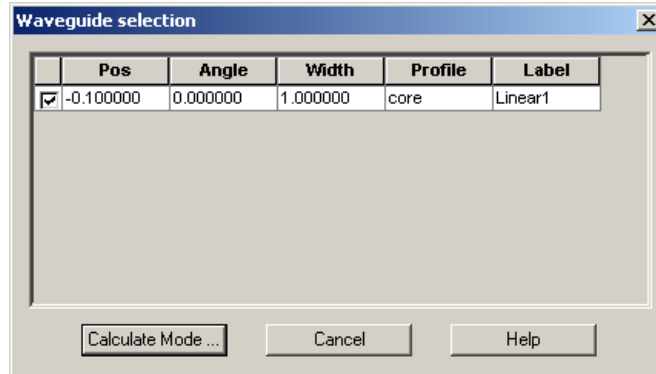 Waveguide selection
Pos Angle Width Profile Label
-0.100000 0.000000 1.000000 core Linear1
Calculate Mode ... Cancel Help